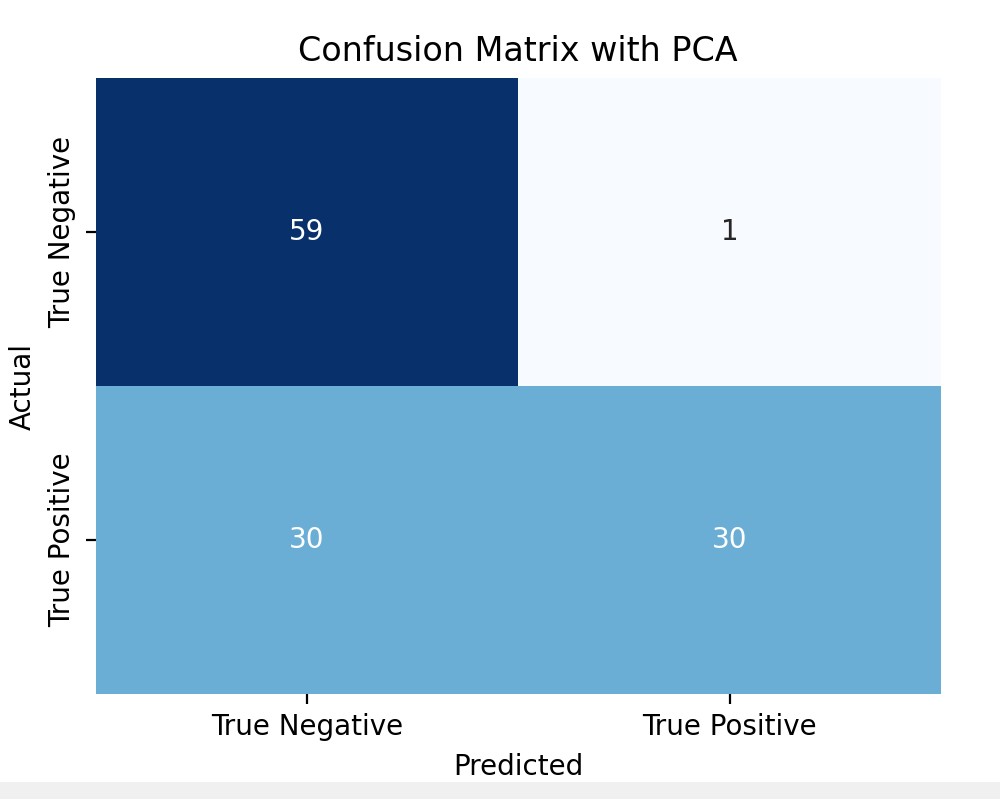 Confusion Matrix with PCA
Actual
True Negative
59
1
True Positive
30
30
True Negative
True Positive
Predicted